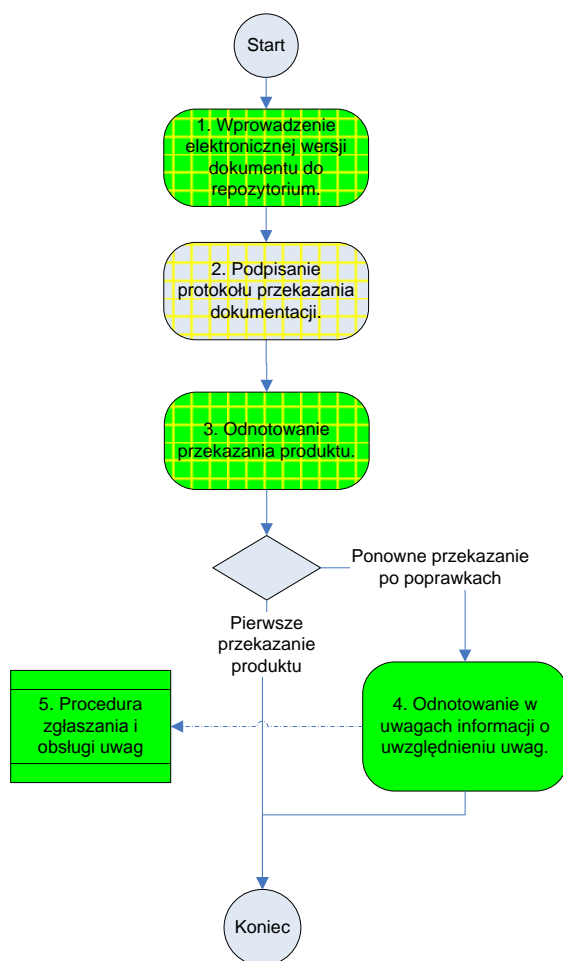 Start
1. Wprowadzenie
elektronicznej wersji
dokumentu do
repozytorium.
2. Podpisanie
protokołu przekazania
dokumentacji.
3. Odnotowanie
przekazania produktu.
Ponowne przekazanie
po poprawkach
Pierwsze
przekazanie
produktu
5. Procedura
zgłaszania i
obsługi uwag
4. Odnotowanie w
uwagach informacji o
uwzględnieniu uwag.
Koniec